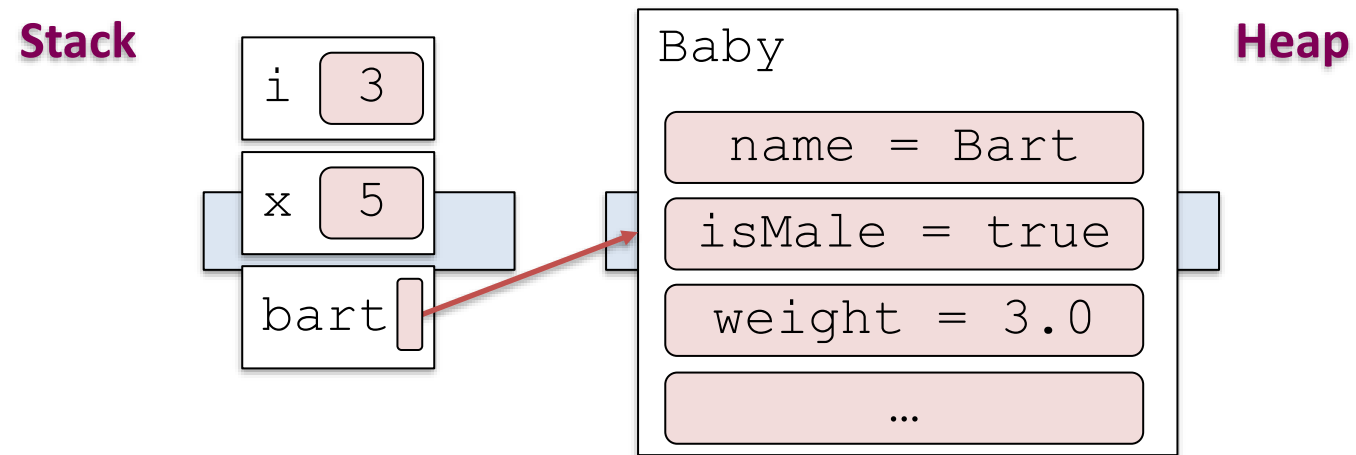 Stack
Heap
i 3
x 5
bart
Baby
name = Bart
isMale = true
weight = 3.0
…